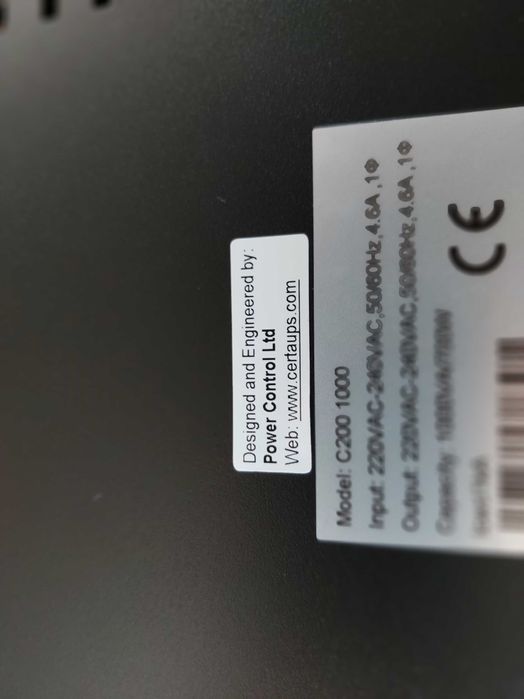 Designed and Engineered by:
Power Control Ltd
Web: www.certaups.com
Model: C200 1000
Input: 220VAC-240VAC,50/60Hz,4.6A ,1Φ
Output: 220VAC-240VAC,50/60Hz,4.6A ,1Φ
Capacity:
CE